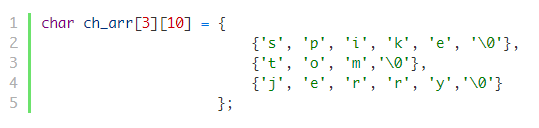 1 char ch_arr[3][10] = {
2 {'s', 'p', 'i', 'k', 'e', '\0'},
3 {'t', 'o', 'm','\0'},
4 {'j', 'e', 'r', 'r', 'y','\0'}
5 };